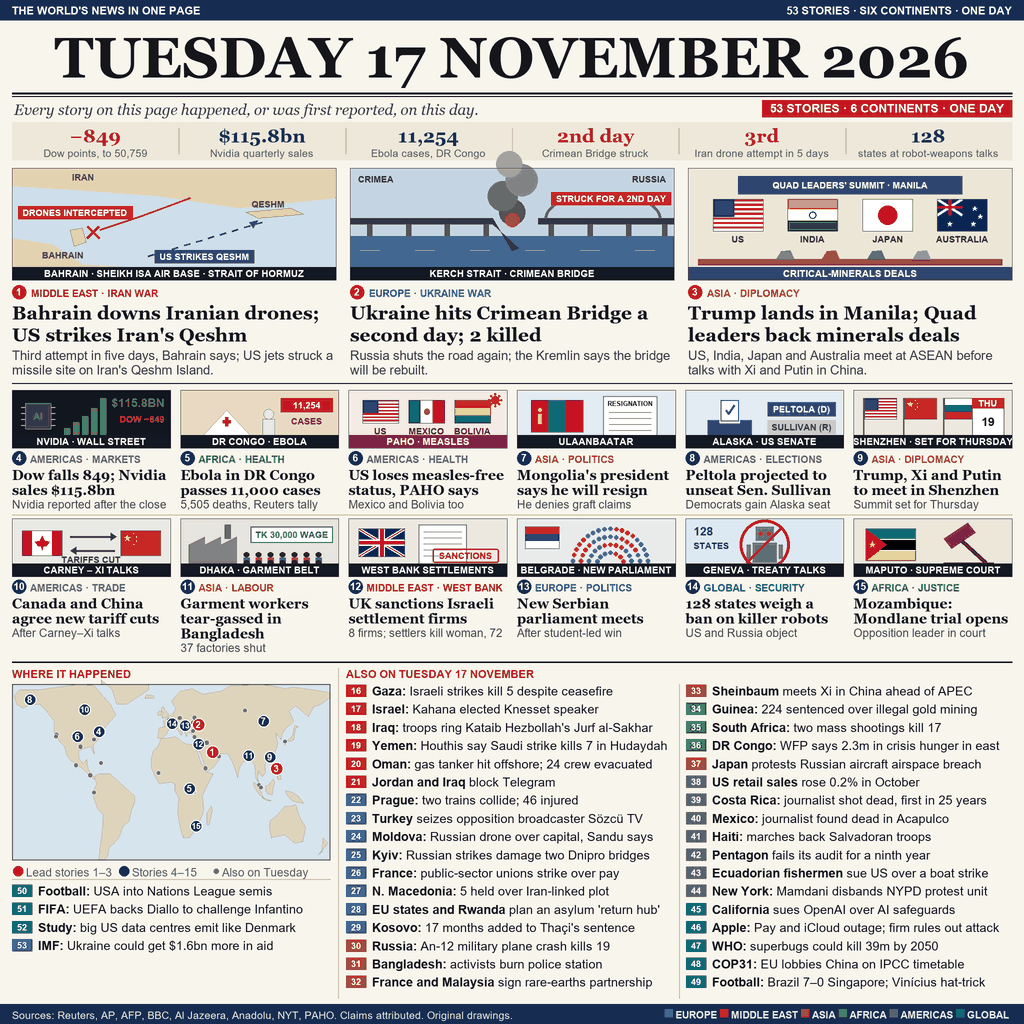 THE WORLD'S NEWS IN ONE PAGE
53 STORIES · SIX CONTINENTS · ONE DAY
TUESDAY 17 NOVEMBER 2026
Every story on this page happened, or was first reported, on this day.
53 STORIES · 6 CONTINENTS · ONE DAY
−849
Dow points, to 50,759
$115.8bn
Nvidia quarterly sales
11,254
Ebola cases, DR Congo
2nd day
Crimean Bridge struck
3rd
Iran drone attempt in 5 days
128
states at robot-weapons talks
IRAN
DRONES INTERCEPTED
QESHM
BAHRAIN
US STRIKES QESHM
BAHRAIN · SHEIKH ISA AIR BASE · STRAIT OF HORMUZ
1 MIDDLE EAST · IRAN WAR
Bahrain downs Iranian drones;
US strikes Iran's Qeshm
Third attempt in five days, Bahrain says; US jets struck a
missile site on Iran's Qeshm Island.
CRIMEA
RUSSIA
STRUCK FOR A 2ND DAY
KERCH STRAIT · CRIMEAN BRIDGE
2 EUROPE · UKRAINE WAR
Ukraine hits Crimean Bridge a
second day; 2 killed
Russia shuts the road again; the Kremlin says the bridge
will be rebuilt.
QUAD LEADERS' SUMMIT · MANILA
US
INDIA
JAPAN
AUSTRALIA
CRITICAL-MINERALS DEALS
3 ASIA · DIPLOMACY
Trump lands in Manila; Quad
leaders back minerals deals
US, India, Japan and Australia meet at ASEAN before
talks with Xi and Putin in China.
AI
$115.8BN
DOW −849
NVIDIA · WALL STREET
4 AMERICAS · MARKETS
Dow falls 849; Nvidia
sales $115.8bn
Nvidia reported after the close
11,254
CASES
DR CONGO · EBOLA
5 AFRICA · HEALTH
Ebola in DR Congo
passes 11,000 cases
5,505 deaths, Reuters tally
US
MEXICO
BOLIVIA
PAHO · MEASLES
6 AMERICAS · HEALTH
US loses measles-free
status, PAHO says
Mexico and Bolivia too
RESIGNATION
ULAANBAATAR
7 ASIA · POLITICS
Mongolia's president
says he will resign
He denies graft claims
PELTOLA (D)
SULLIVAN (R)
ALASKA · US SENATE
8 AMERICAS · ELECTIONS
Peltola projected to
unseat Sen. Sullivan
Democrats gain Alaska seat
THU
19
SHENZHEN · SET FOR THURSDAY
9 ASIA · DIPLOMACY
Trump, Xi and Putin
to meet in Shenzhen
Summit set for Thursday
TARIFFS CUT
CARNEY – XI TALKS
10 AMERICAS · TRADE
Canada and China
agree new tariff cuts
After Carney–Xi talks
TK 30,000 WAGE
DHAKA · GARMENT BELT
11 ASIA · LABOUR
Garment workers
tear-gassed in
Bangladesh
37 factories shut
SANCTIONS
WEST BANK SETTLEMENTS
12 MIDDLE EAST · WEST BANK
UK sanctions Israeli
settlement firms
8 firms; settlers kill woman, 72
BELGRADE · NEW PARLIAMENT
13 EUROPE · POLITICS
New Serbian
parliament meets
After student-led win
128
STATES
GENEVA · TREATY TALKS
14 GLOBAL · SECURITY
128 states weigh a
ban on killer robots
US and Russia object
MAPUTO · SUPREME COURT
15 AFRICA · JUSTICE
Mozambique:
Mondlane trial opens
Opposition leader in court
WHERE IT HAPPENED
8
10
4
6
14
13
2
12
1
7
11
9
3
5
15
Lead stories 1–3
Stories 4–15
Also on Tuesday
50 Football: USA into Nations League semis
51 FIFA: UEFA backs Diallo to challenge Infantino
52 Study: big US data centres emit like Denmark
53 IMF: Ukraine could get $1.6bn more in aid
ALSO ON TUESDAY 17 NOVEMBER
16 Gaza: Israeli strikes kill 5 despite ceasefire
17 Israel: Kahana elected Knesset speaker
18 Iraq: troops ring Kataib Hezbollah's Jurf al-Sakhar
19 Yemen: Houthis say Saudi strike kills 7 in Hudaydah
20 Oman: gas tanker hit offshore; 24 crew evacuated
21 Jordan and Iraq block Telegram
22 Prague: two trains collide; 46 injured
23 Turkey seizes opposition broadcaster Sözcü TV
24 Moldova: Russian drone over capital, Sandu says
25 Kyiv: Russian strikes damage two Dnipro bridges
26 France: public-sector unions strike over pay
27 N. Macedonia: 5 held over Iran-linked plot
28 EU states and Rwanda plan an asylum 'return hub'
29 Kosovo: 17 months added to Thaçi's sentence
30 Russia: An-12 military plane crash kills 19
31 Bangladesh: activists burn police station
32 France and Malaysia sign rare-earths partnership
33 Sheinbaum meets Xi in China ahead of APEC
34 Guinea: 224 sentenced over illegal gold mining
35 South Africa: two mass shootings kill 17
36 DR Congo: WFP says 2.3m in crisis hunger in east
37 Japan protests Russian aircraft airspace breach
38 US retail sales rose 0.2% in October
39 Costa Rica: journalist shot dead, first in 25 years
40 Mexico: journalist found dead in Acapulco
41 Haiti: marches back Salvadoran troops
42 Pentagon fails its audit for a ninth year
43 Ecuadorian fishermen sue US over a boat strike
44 New York: Mamdani disbands NYPD protest unit
45 California sues OpenAI over AI safeguards
46 Apple: Pay and iCloud outage; firm rules out attack
47 WHO: superbugs could kill 39m by 2050
48 COP31: EU lobbies China on IPCC timetable
49 Football: Brazil 7–0 Singapore; Vinícius hat-trick
Sources: Reuters, AP, AFP, BBC, Al Jazeera, Anadolu, NYT, PAHO. Claims attributed. Original drawings.
EUROPE
MIDDLE EAST
ASIA
AFRICA
AMERICAS
GLOBAL